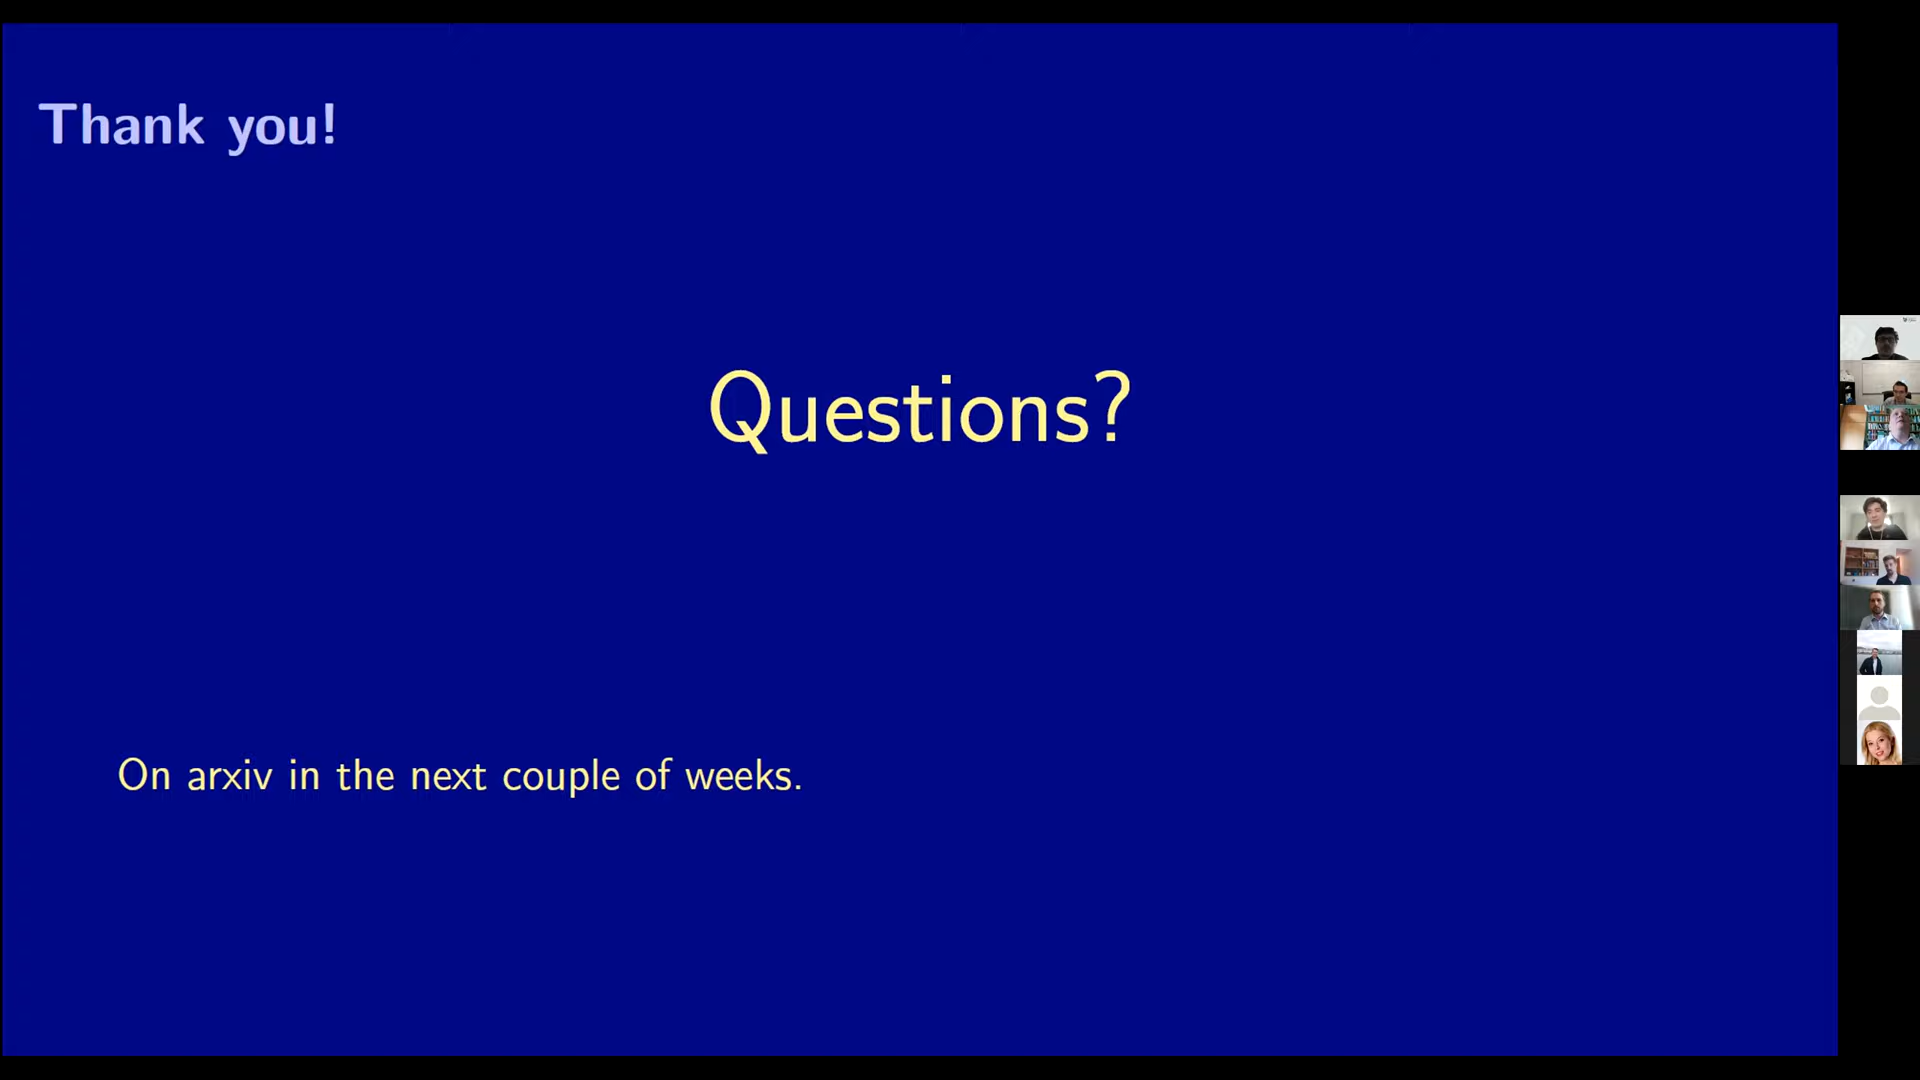 Thank you!
Questions?
On arxiv in the next couple of weeks.